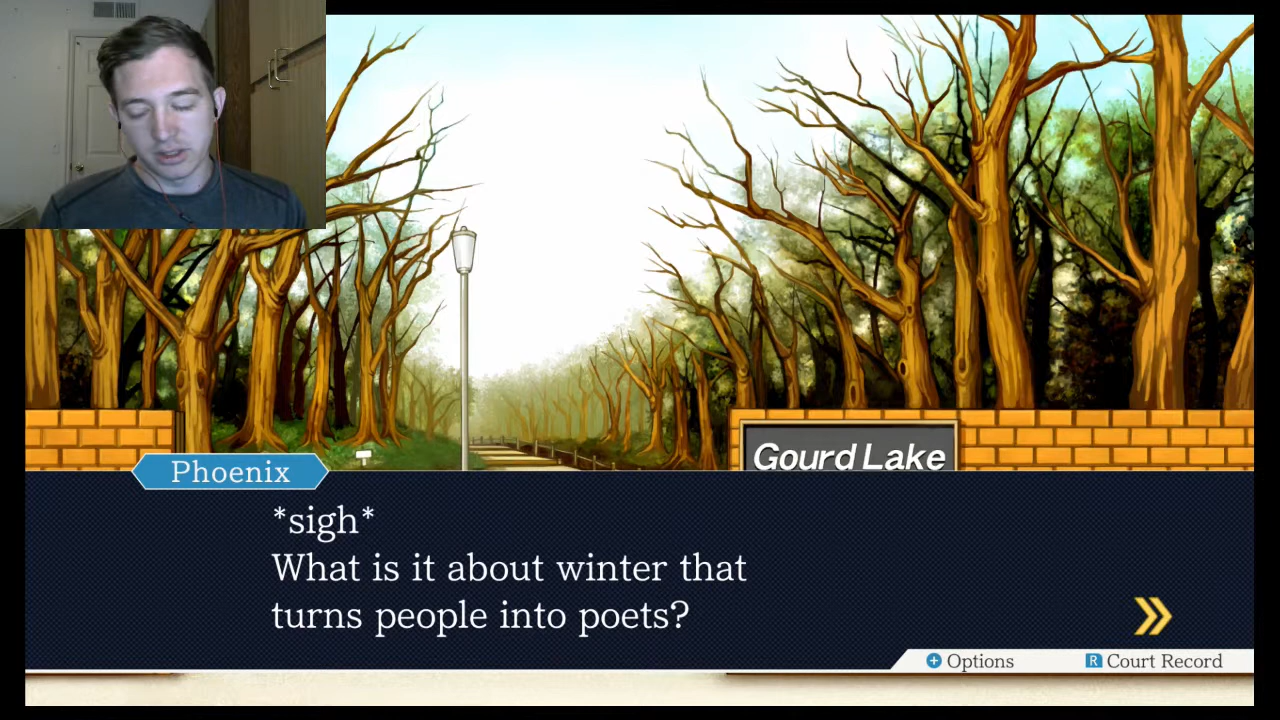 Gourd Lake
Phoenix
*sigh*
What is it about winter that
turns people into poets?
+ Options
R Court Record